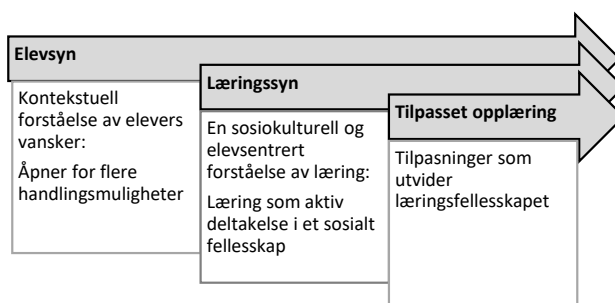 Elevsyn
Kontekstuell
forståelse av elevers
vansker:
Åpner for flere
handlingsmuligheter
Læringssyn
En sosiokulturell og
elevsentrert
forståelse av læring:
Læring som aktiv
deltakelse i et sosialt
fellesskap
Tilpasset opplæring
Tilpasninger som
utvider
læringsfellesskapet